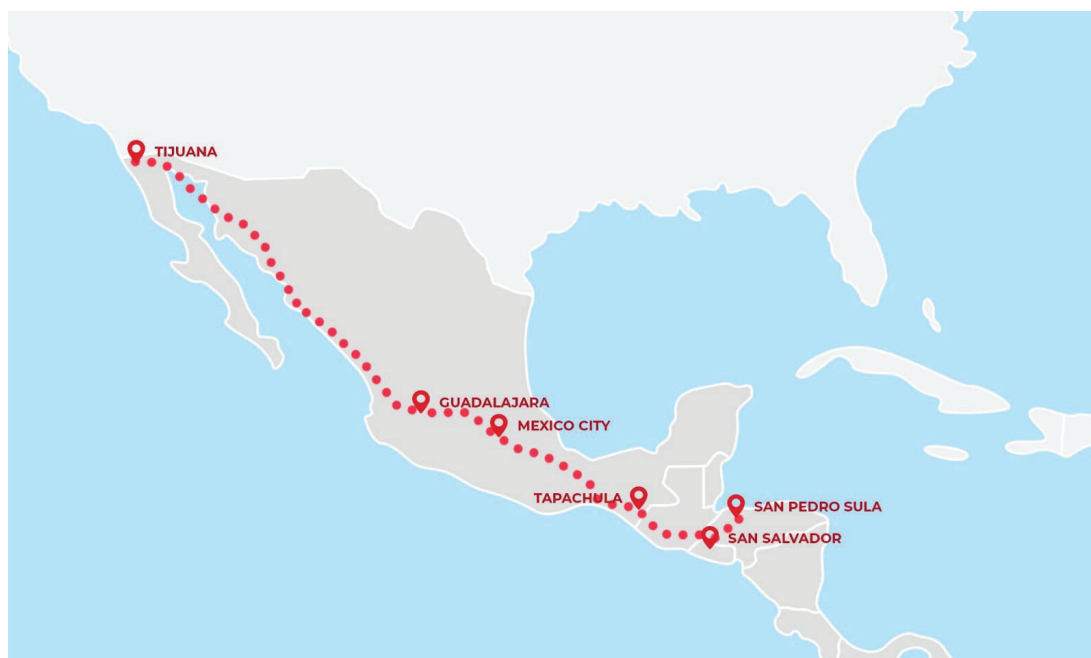 TIJUANA
GUADALAJARA
MEXICO CITY
TAPACHULA
SAN PEDRO SULA
SAN SALVADOR